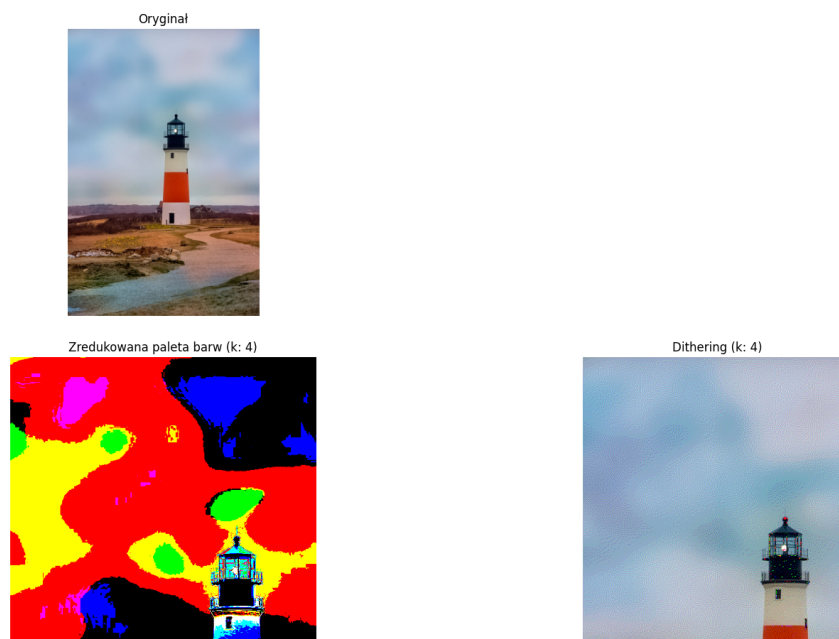 Oryginał
Zredukowana paleta barw (k: 4)
Dithering (k: 4)